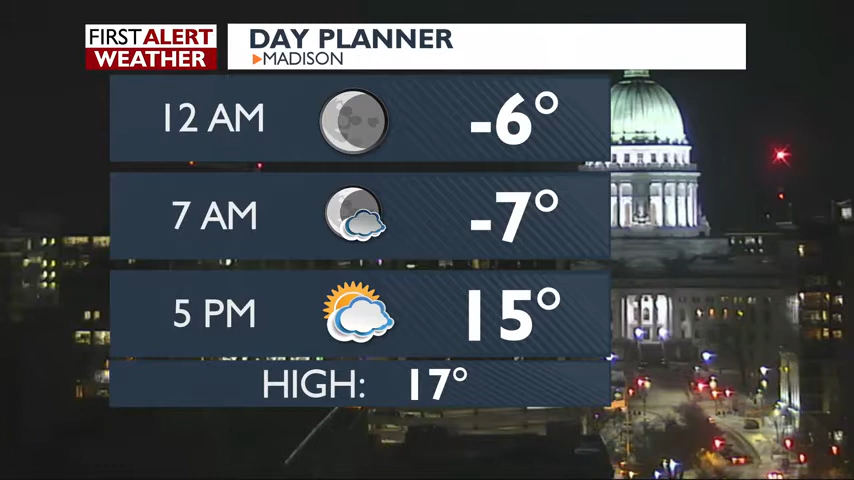 FIRST ALERT
WEATHER
DAY PLANNER
MADISON
12 AM -6°
7 AM -7°
5 PM 15°
HIGH: 17°